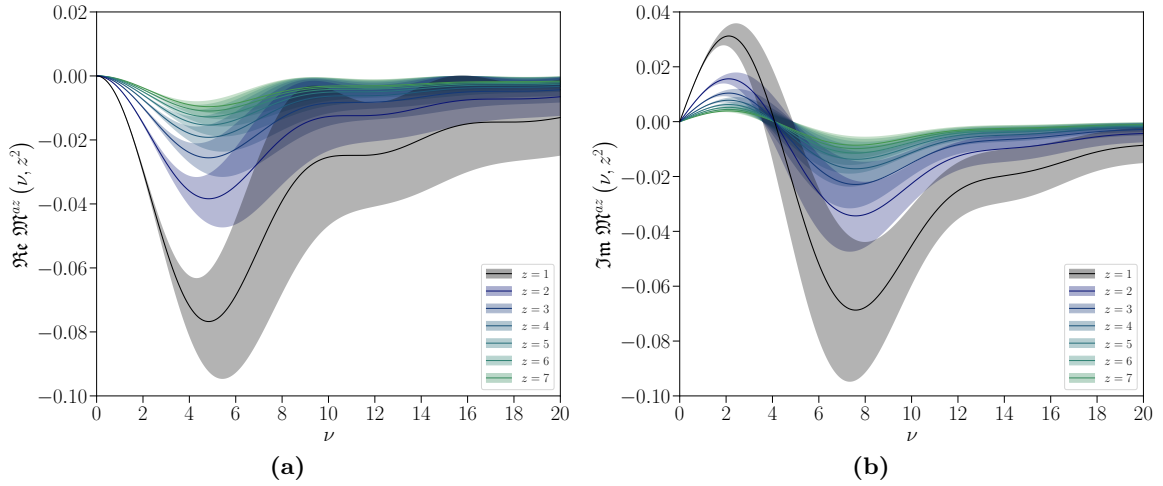 0.02
0.00
−0.02
−0.04
−0.06
−0.08
−0.10
ℜ𝔢 𝔐^{az} (ν, z²)
0 2 4 6 8 10 12 14 16 18 20
ν
z = 1
z = 2
z = 3
z = 4
z = 5
z = 6
z = 7
(a)
0.04
0.02
0.00
−0.02
−0.04
−0.06
−0.08
−0.10
ℑ𝔪 𝔐^{az} (ν, z²)
0 2 4 6 8 10 12 14 16 18 20
ν
z = 1
z = 2
z = 3
z = 4
z = 5
z = 6
z = 7
(b)